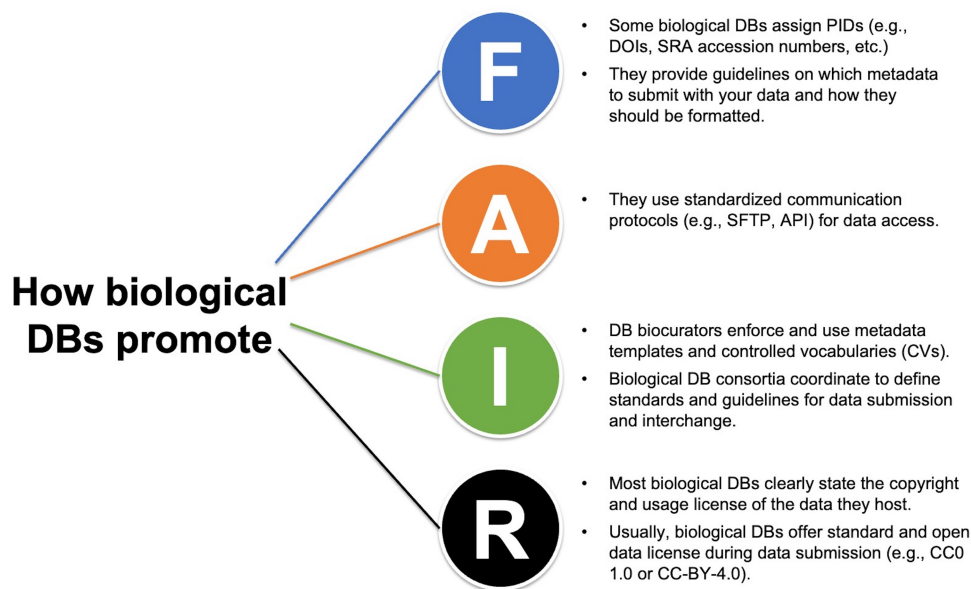 How biological
DBs promote
F
• Some biological DBs assign PIDs (e.g.,
DOIs, SRA accession numbers, etc.)
• They provide guidelines on which metadata
to submit with your data and how they
should be formatted.
A
• They use standardized communication
protocols (e.g., SFTP, API) for data access.
I
• DB biocurators enforce and use metadata
templates and controlled vocabularies (CVs).
• Biological DB consortia coordinate to define
standards and guidelines for data submission
and interchange.
R
• Most biological DBs clearly state the copyright
and usage license of the data they host.
• Usually, biological DBs offer standard and open
data license during data submission (e.g., CC0
1.0 or CC-BY-4.0).